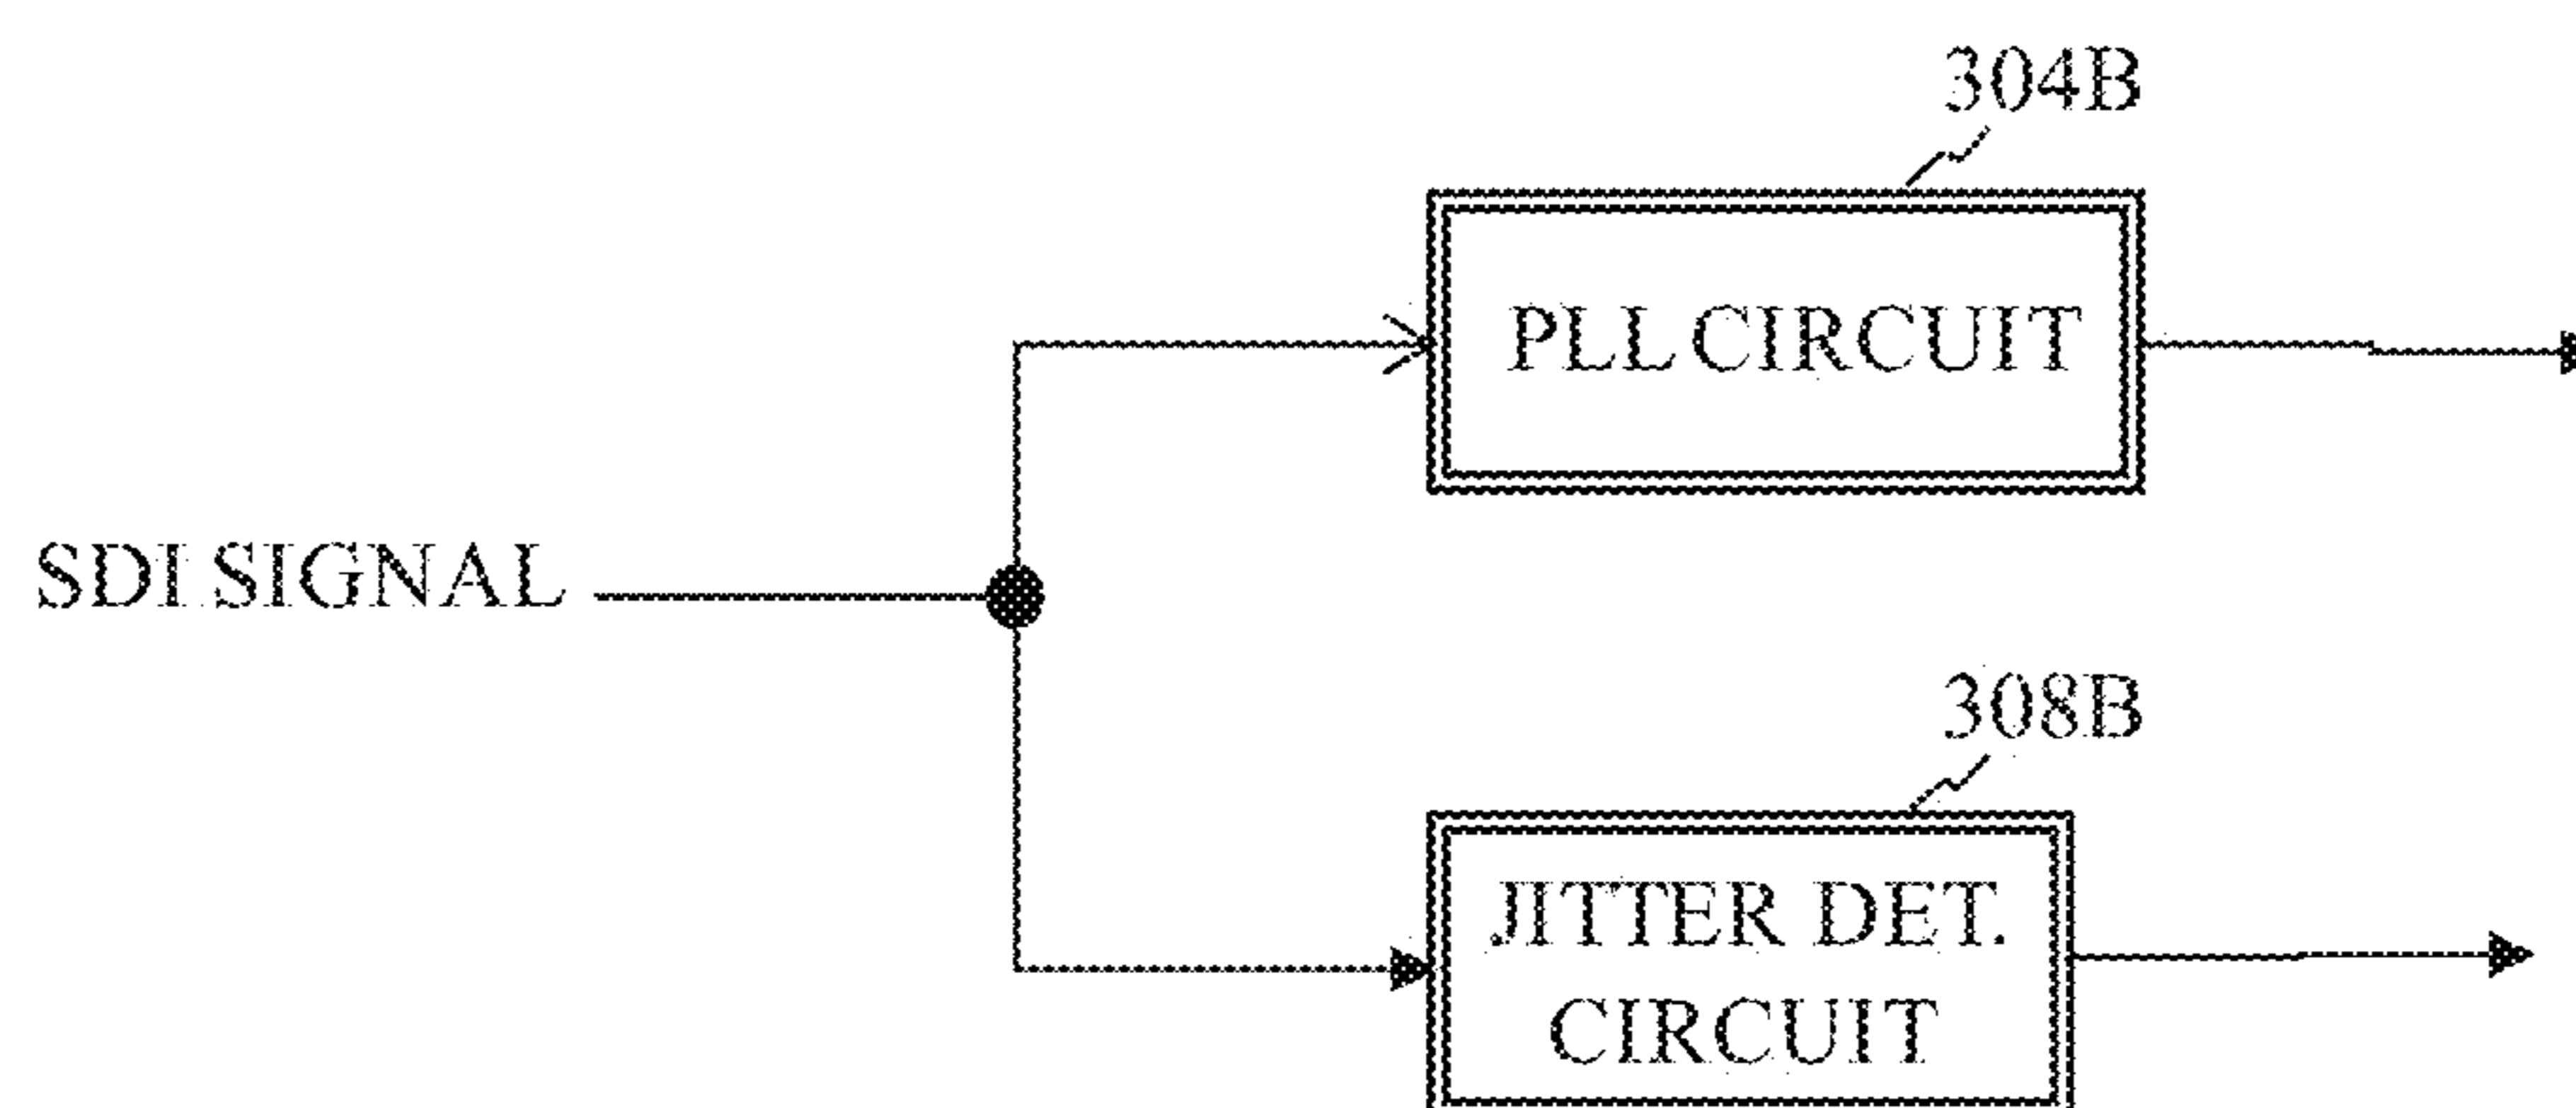 304B
PLL CIRCUIT
SDI SIGNAL
308B
JITTER DET.
CIRCUIT